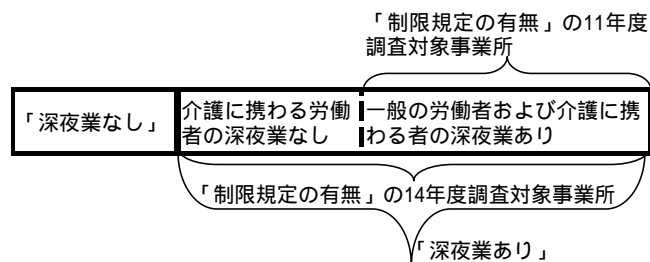 「制限規定の有無」の11年度
調査対象事業所
「深夜業なし」
介護に携わる労働
者の深夜業なし
一般の労働者および介護に携
わる者の深夜業あり
「制限規定の有無」の14年度調査対象事業所
「深夜業あり」